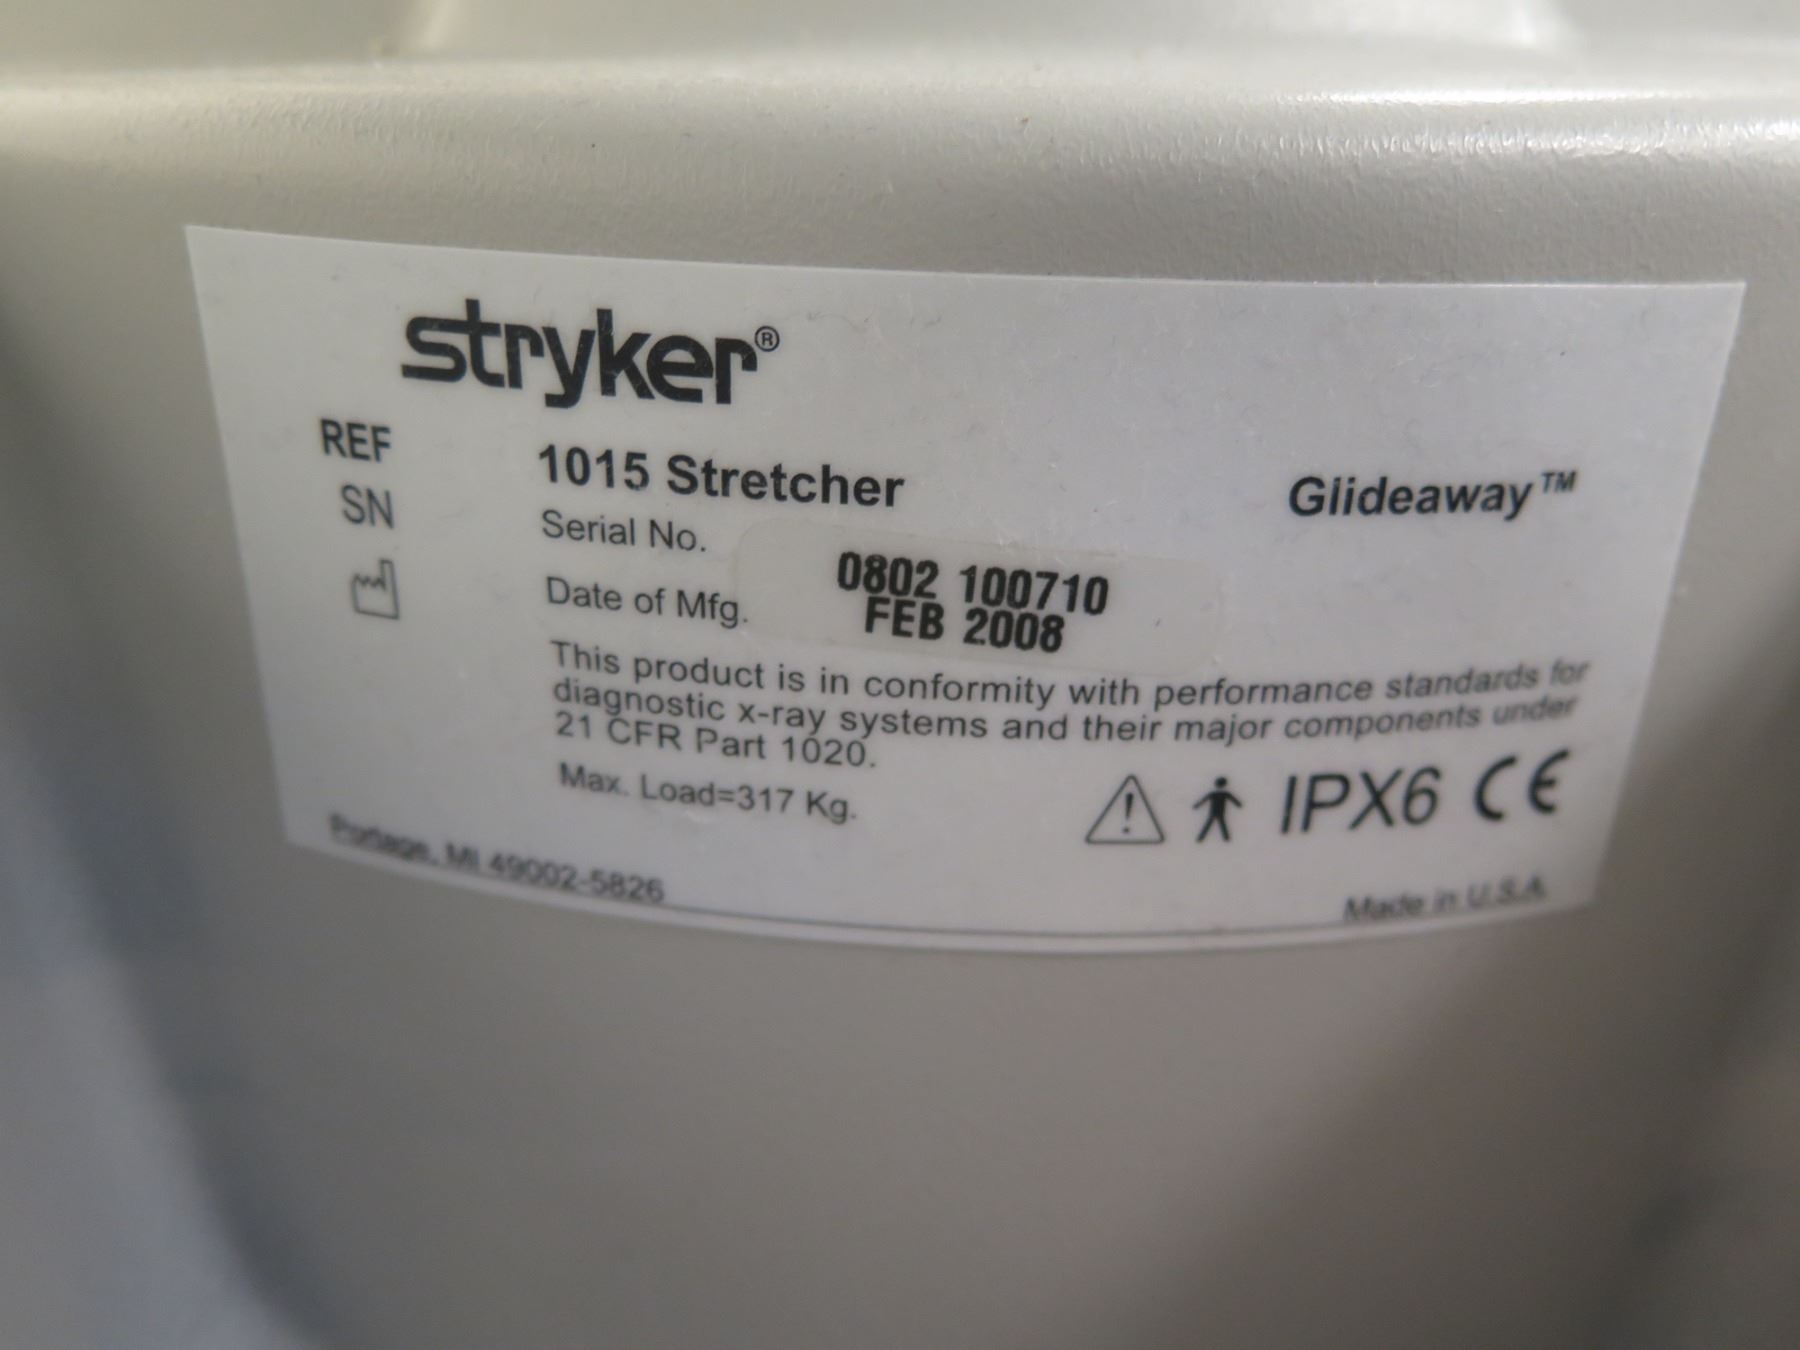 stryker®
REF 1015 Stretcher Glideaway™
SN Serial No. 0802 100710
Date of Mfg. FEB 2008
This product is in conformity with performance standards for
diagnostic x-ray systems and their major components under
21 CFR Part 1020.
Max. Load=317 Kg.
IPX6 CE
Portage, MI 49002-5826 Made in U.S.A.